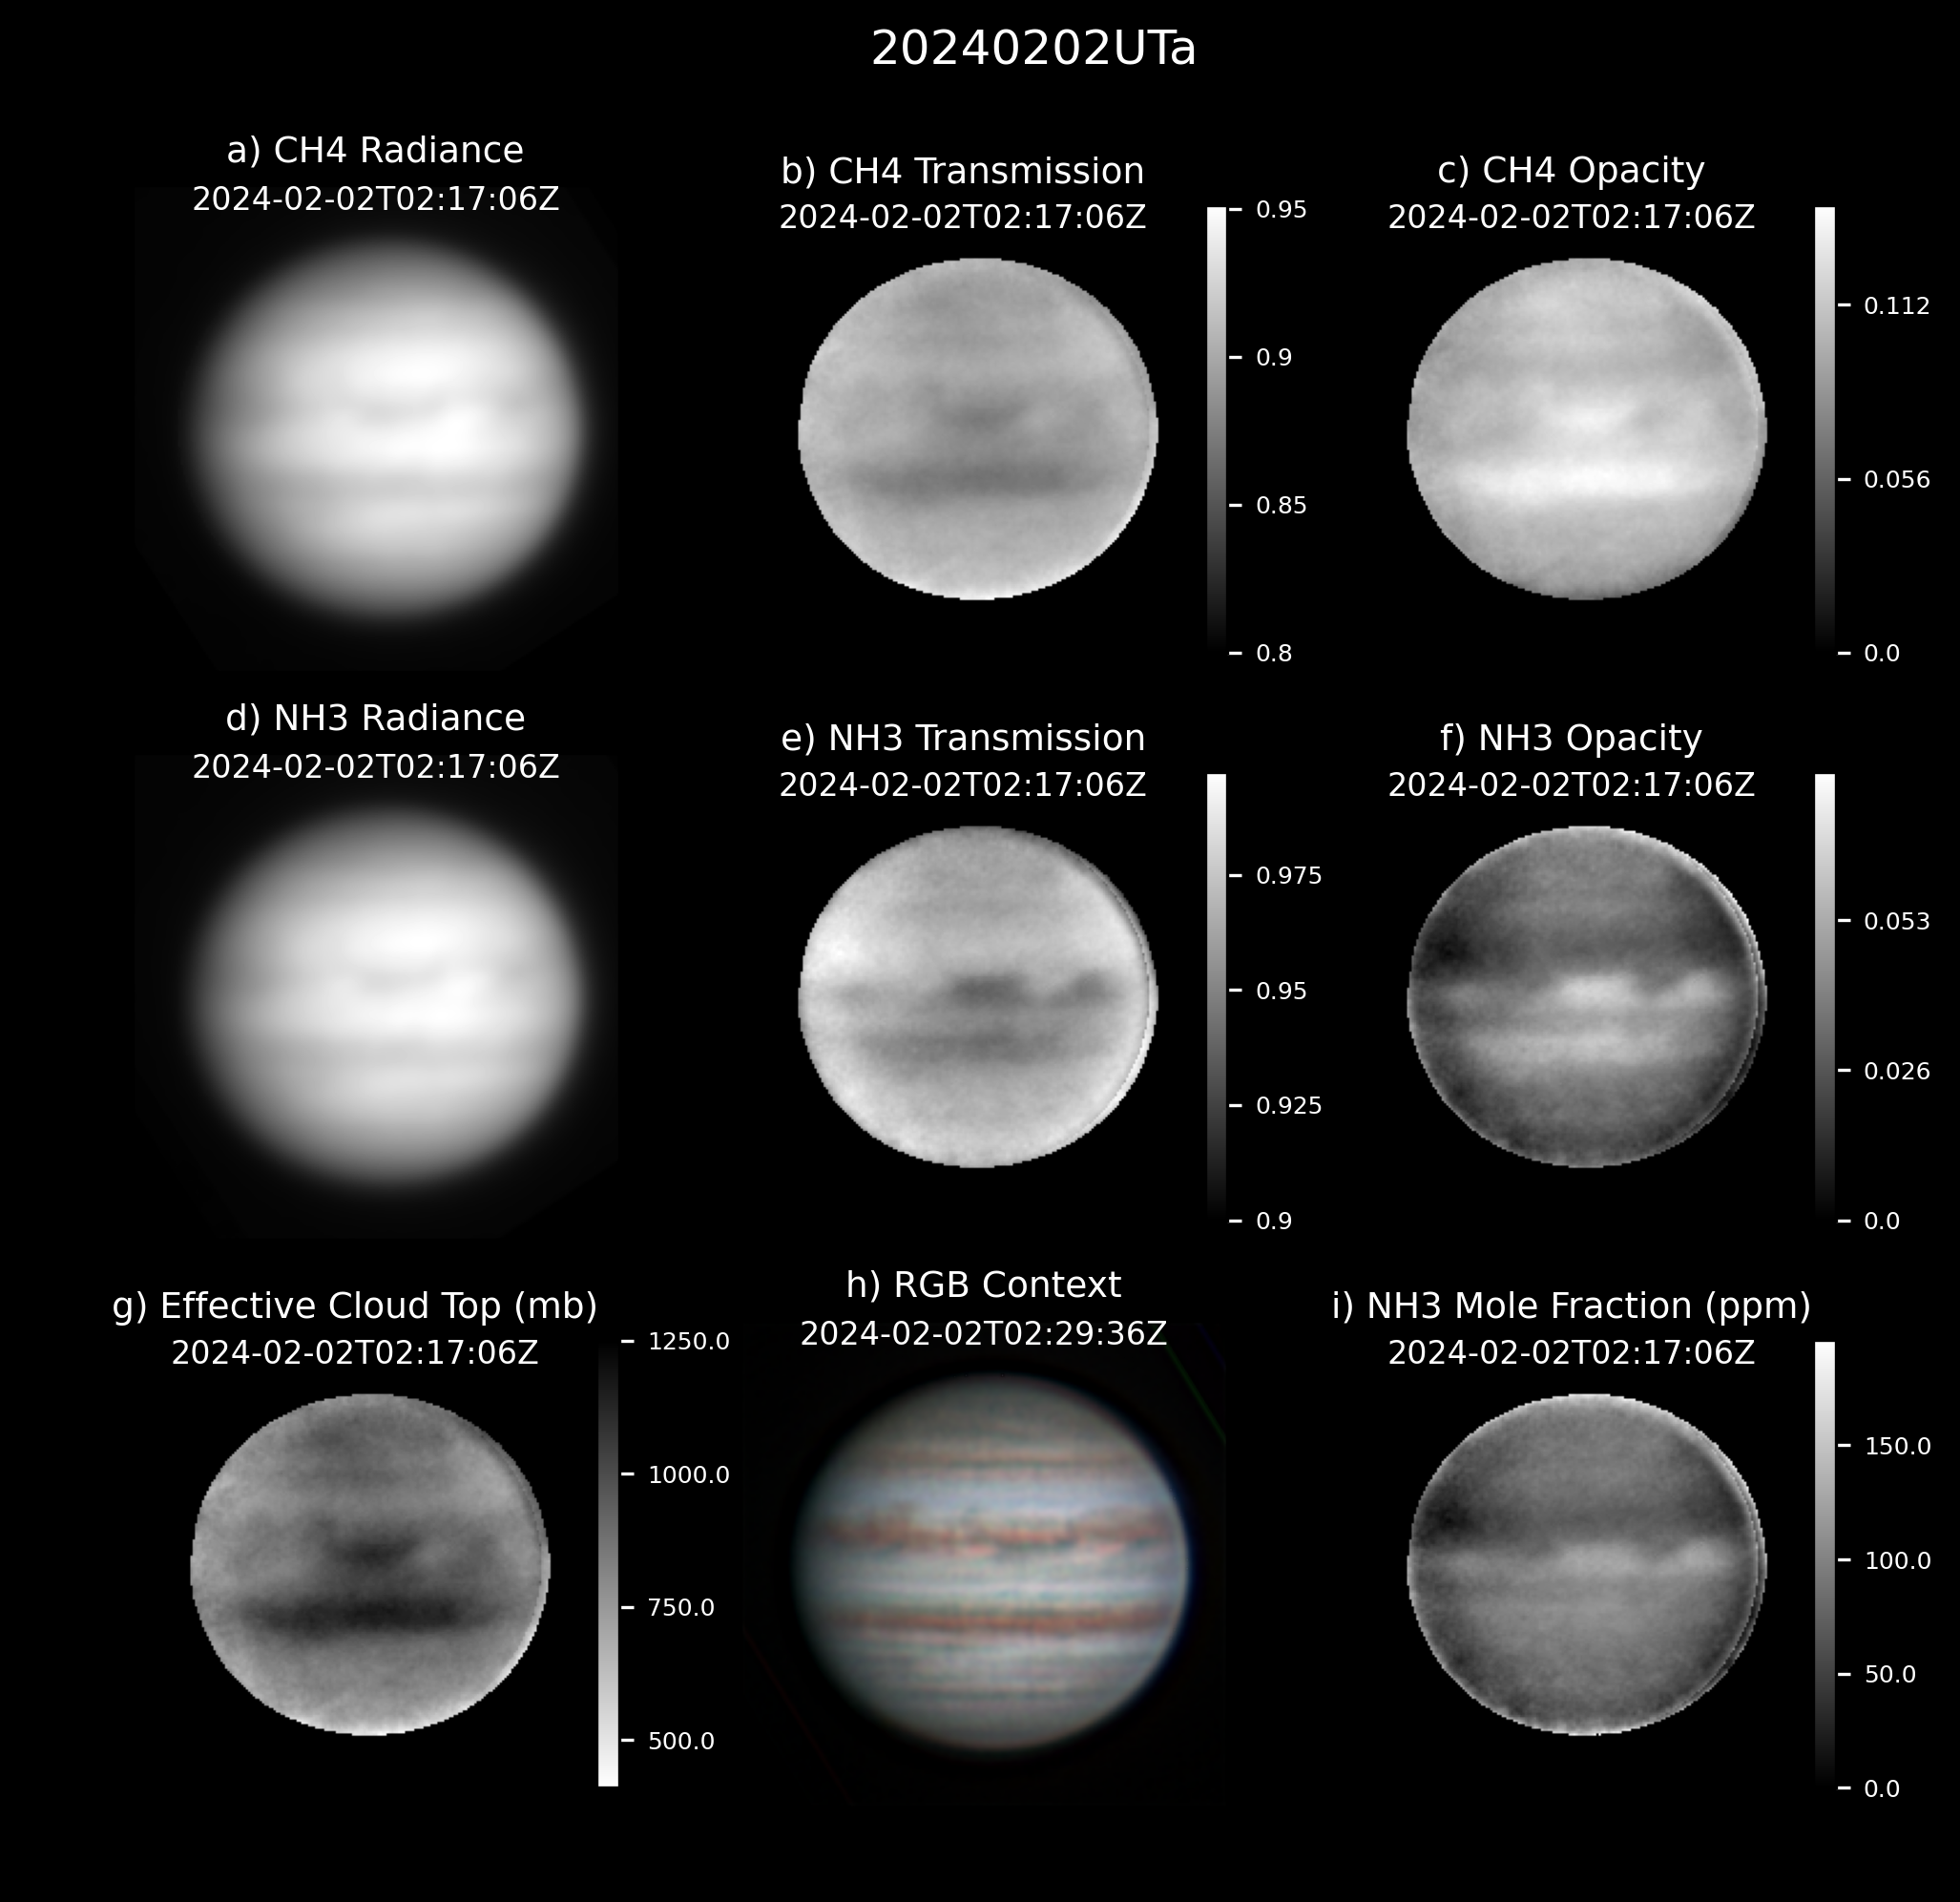 20240202UTa
a) CH4 Radiance
2024-02-02T02:17:06Z
b) CH4 Transmission
2024-02-02T02:17:06Z
0.95
0.9
0.85
0.8
c) CH4 Opacity
2024-02-02T02:17:06Z
0.112
0.056
0.0
d) NH3 Radiance
2024-02-02T02:17:06Z
e) NH3 Transmission
2024-02-02T02:17:06Z
0.975
0.95
0.925
0.9
f) NH3 Opacity
2024-02-02T02:17:06Z
0.053
0.026
0.0
g) Effective Cloud Top (mb)
2024-02-02T02:17:06Z
1250.0
1000.0
750.0
500.0
h) RGB Context
2024-02-02T02:29:36Z
i) NH3 Mole Fraction (ppm)
2024-02-02T02:17:06Z
150.0
100.0
50.0
0.0